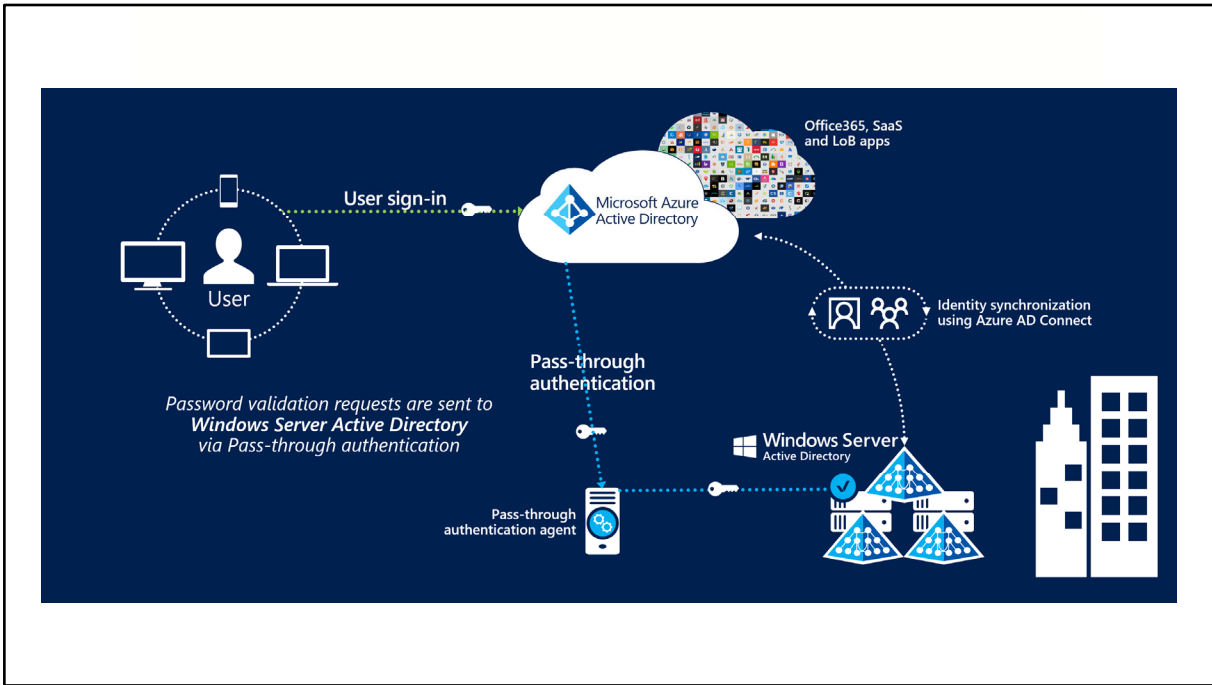 Office365, SaaS
and LoB apps
User sign-in
Microsoft Azure
Active Directory
User
Identity synchronization
using Azure AD Connect
Pass-through
authentication
Password validation requests are sent to
Windows Server Active Directory
via Pass-through authentication
Windows Server
Active Directory
Pass-through
authentication agent